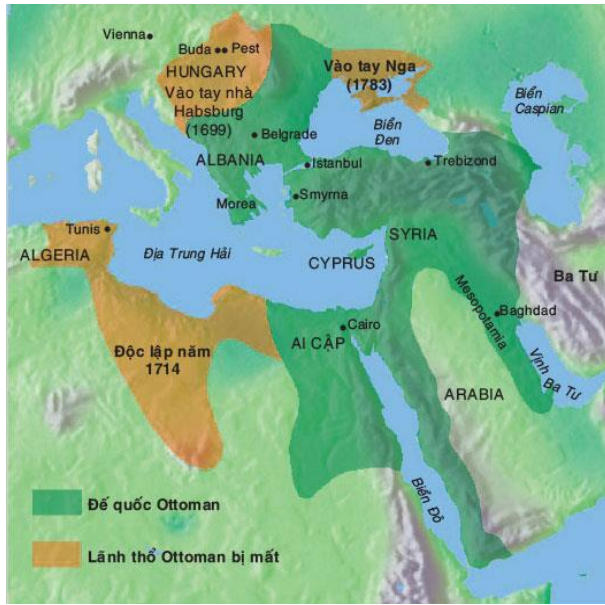 Vienna
Buda
Pest
HUNGARY
Vào tay nhà
Habsburg
(1699)
Vào tay Nga
(1783)
Biển
Caspian
Biển
Đen
Belgrade
ALBANIA
Istanbul
Trebizond
Morea
Smyrna
Tunis
ALGERIA
Địa Trung Hải
SYRIA
CYPRUS
Mesopotamia
Ba Tư
Baghdad
Cairo
AI CẬP
Độc lập năm
1714
Vịnh
Ba Tư
ARABIA
Biển Đỏ
Đế quốc Ottoman
Lãnh thổ Ottoman bị mất